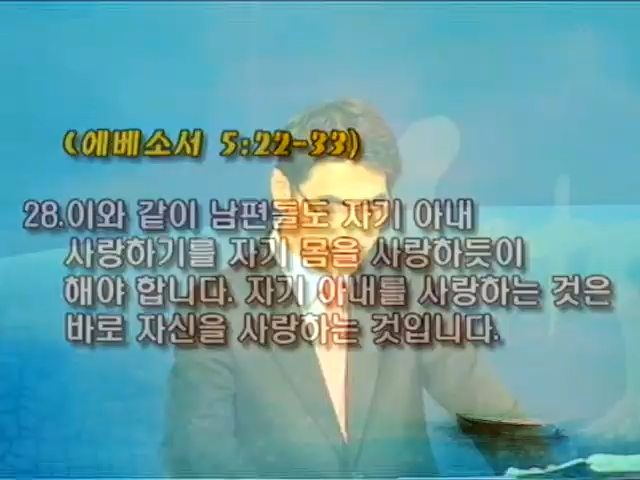 (에베소서 5:22-33)
28.이와 같이 남편들도 자기 아내
사랑하기를 자기 몸을 사랑하듯이
해야 합니다. 자기 아내를 사랑하는 것은
바로 자신을 사랑하는 것입니다.